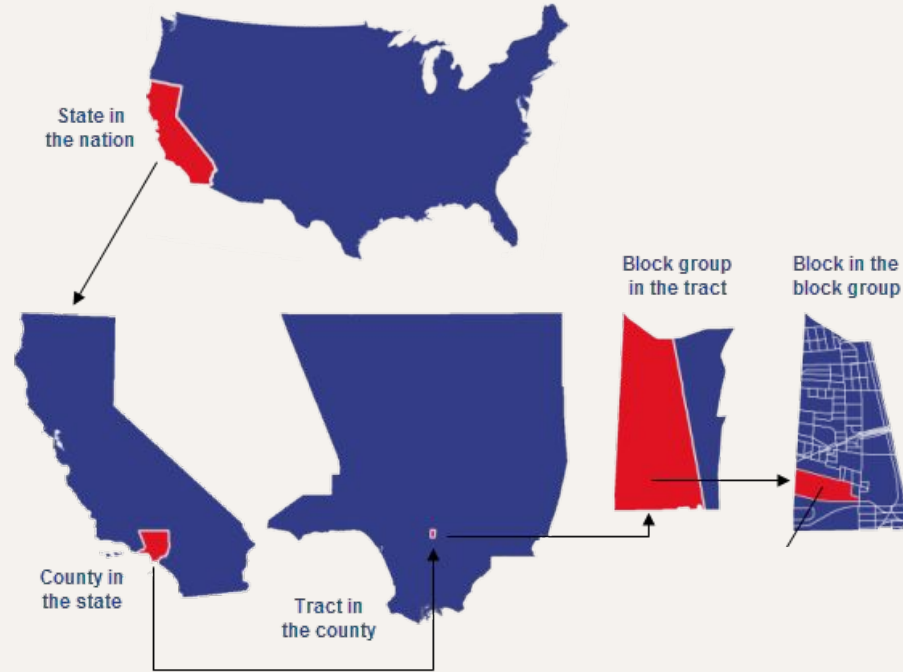 State in
the nation
Block group
in the tract
Block in the
block group
County in
the state
Tract in
the county